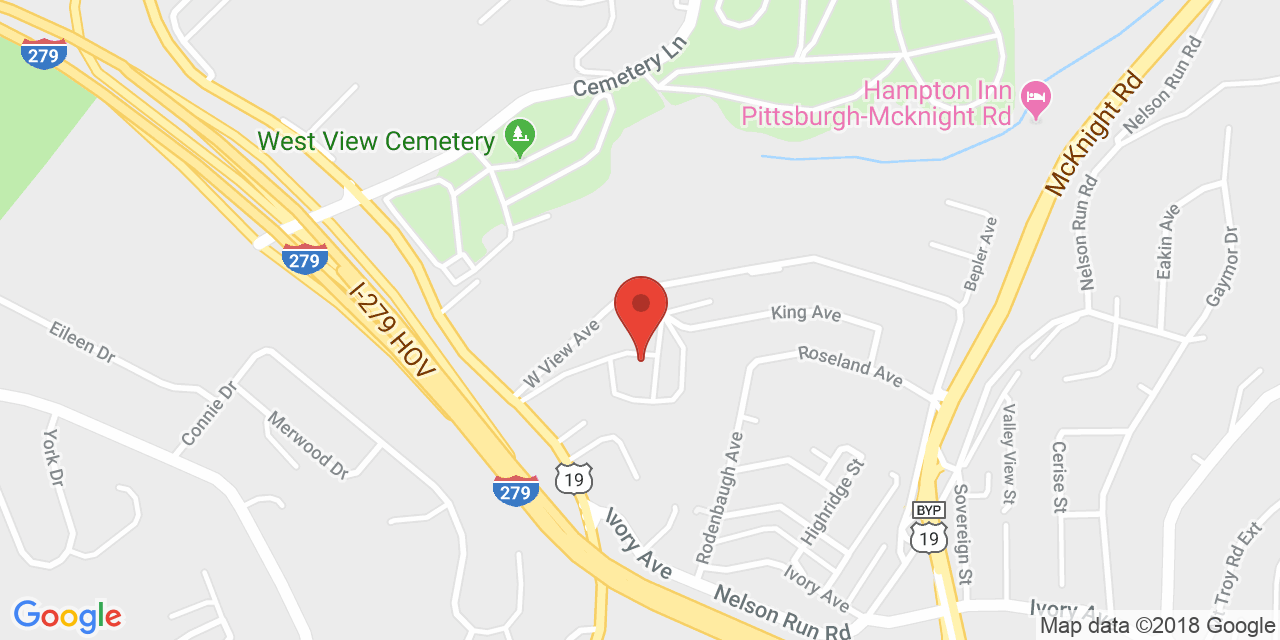 279
Cemetery Ln
Hampton Inn
Pittsburgh-Mcknight Rd
McKnight Rd
Nelson Run Rd
West View Cemetery
Nelson Run Rd
Eakin Ave
Gaymor Dr
Bepler Ave
279
I-279 HOV
Eileen Dr
W View Ave
King Ave
Roseland Ave
Connie Dr
Merwood Dr
York Dr
Rodenbaugh Ave
Highridge St
Valley View St
Cerise St
Sovereign St
19
279
BYP
19
Ivory Ave
Ivory Ave
Nelson Run Rd
Ivory Av
Troy Rd Ext
Google
Map data ©2018 Google